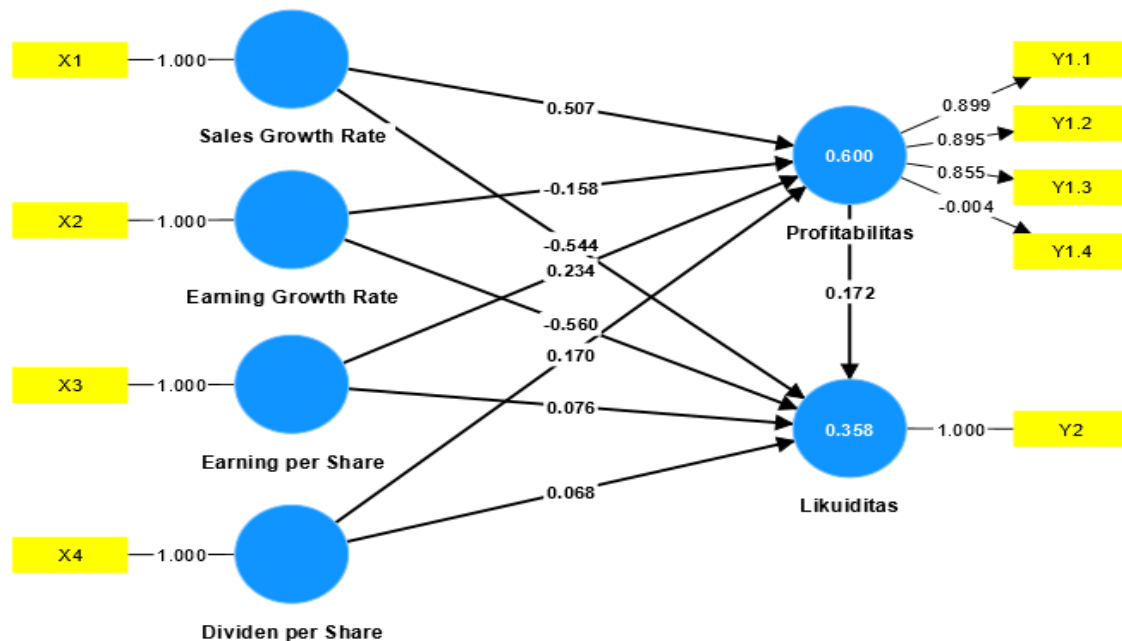 X1
1.000
Sales Growth Rate
X2
1.000
Earning Growth Rate
X3
1.000
Earning per Share
X4
1.000
Dividen per Share
0.507
-0.158
-0.544
0.234
-0.560
0.170
0.076
0.068
0.600
Profitabilitas
0.172
0.358
Likuiditas
0.899
0.895
0.855
-0.004
1.000
Y1.1
Y1.2
Y1.3
Y1.4
Y2